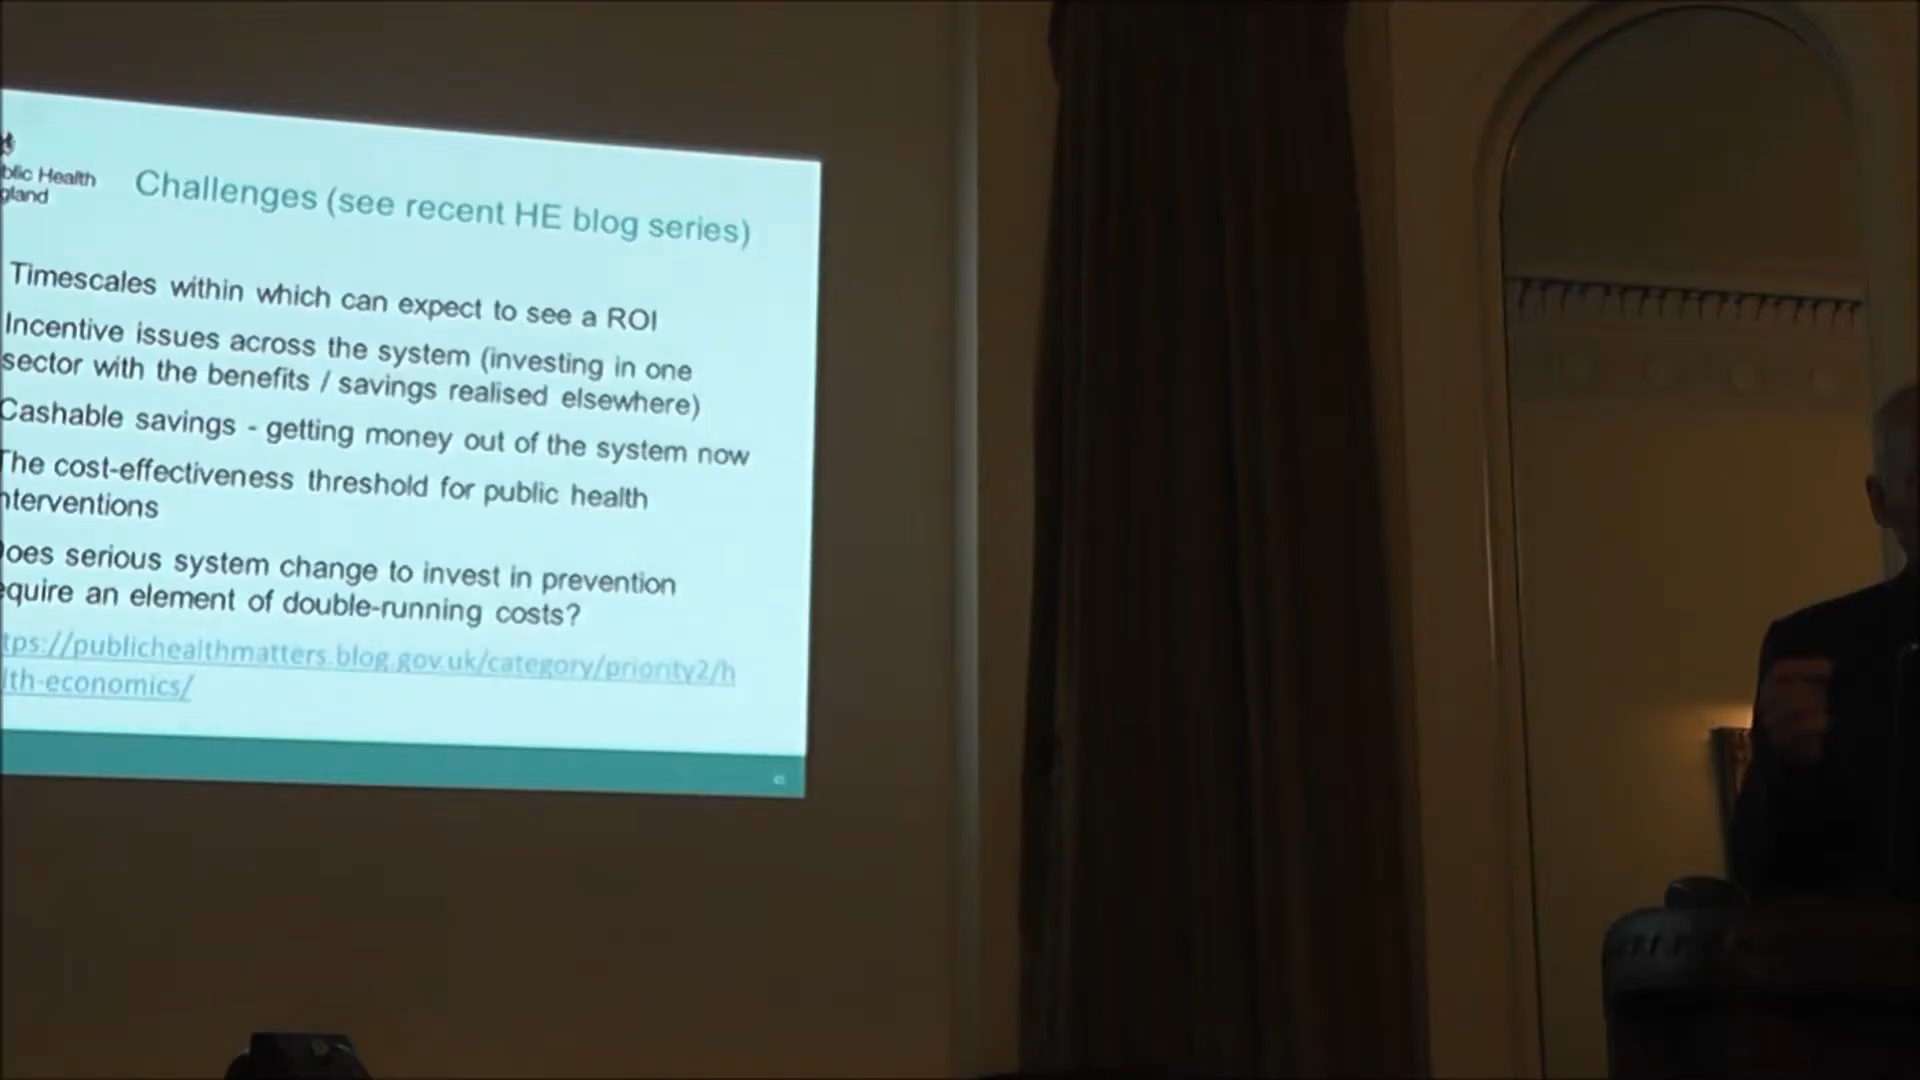 blic Health
gland
Challenges (see recent HE blog series)
Timescales within which can expect to see a ROI
Incentive issues across the system (investing in one
sector with the benefits / savings realised elsewhere)
Cashable savings - getting money out of the system now
The cost-effectiveness threshold for public health
nterventions
oes serious system change to invest in prevention
equire an element of double-running costs?
tps://publichealthmatters.blog.gov.uk/category/priority2/h
lth-economics/